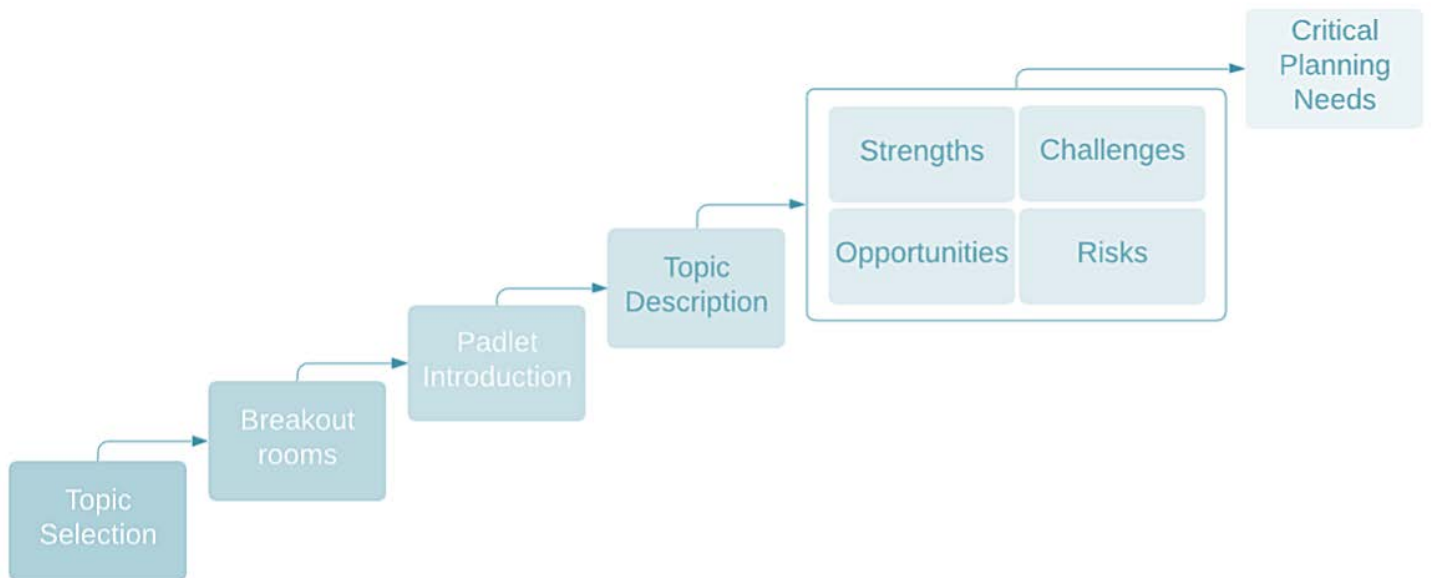 Critical
Planning
Needs
Strengths
Challenges
Opportunities
Risks
Topic
Description
Padlet
Introduction
Breakout
rooms
Topic
Selection